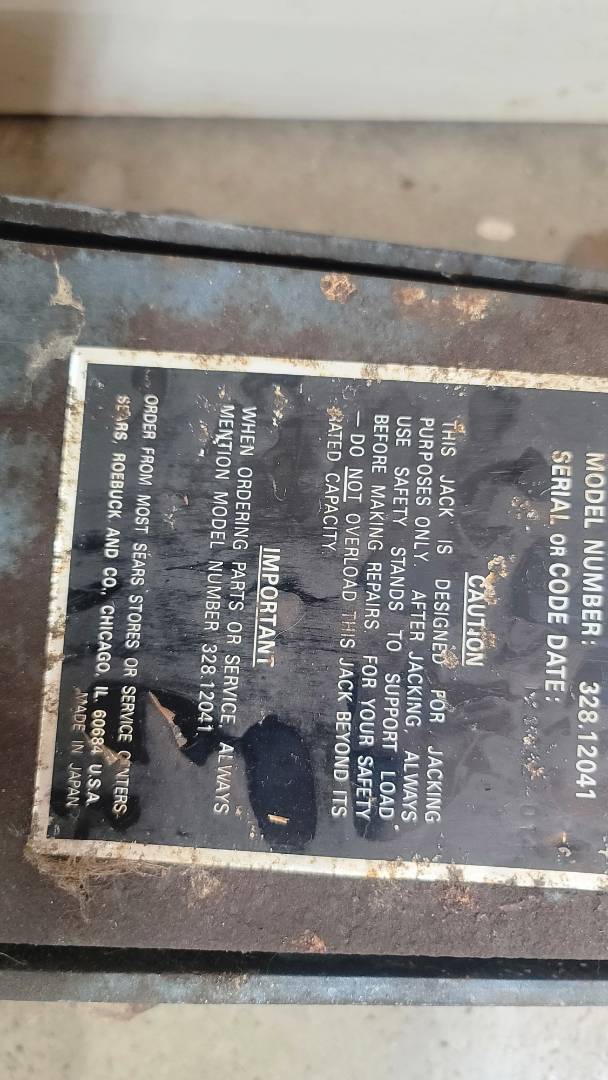 MODEL NUMBER: 328.12041
SERIAL OR CODE DATE:
CAUTION
THIS JACK IS DESIGNED FOR JACKING
PURPOSES ONLY. AFTER JACKING, ALWAYS
USE SAFETY STANDS TO SUPPORT LOAD
BEFORE MAKING REPAIRS. FOR YOUR SAFETY
— DO NOT OVERLOAD THIS JACK BEYOND ITS
RATED CAPACITY.
IMPORTANT
WHEN ORDERING PARTS OR SERVICE, ALWAYS
MENTION MODEL NUMBER 328.12041.
ORDER FROM MOST SEARS STORES OR SERVICE CENTERS
SEARS, ROEBUCK AND CO., CHICAGO, IL. 60684 U.S.A.
MADE IN JAPAN